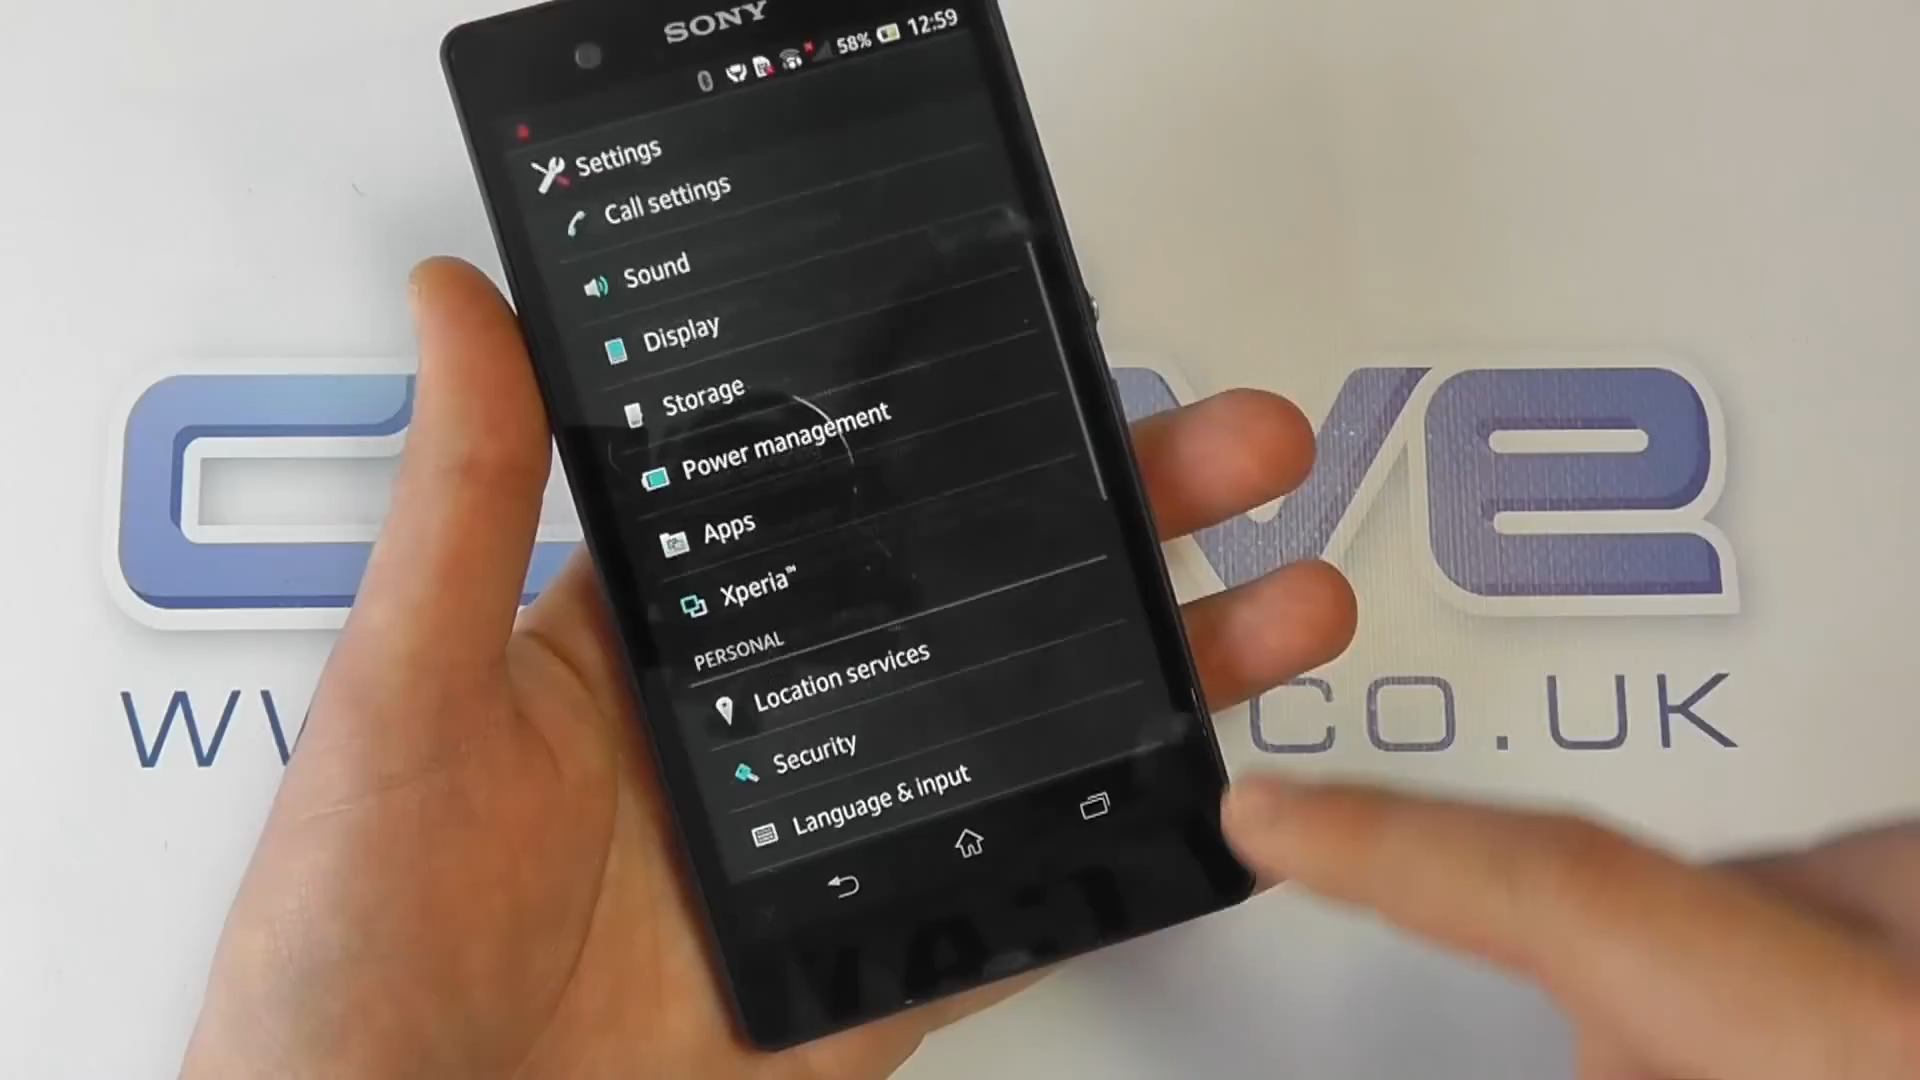 SONY
58% 12:59
Settings
Call settings
Sound
Display
Storage
Power management
Apps
Xperia™
PERSONAL
Location services
Security
Language & input
.CO.UK